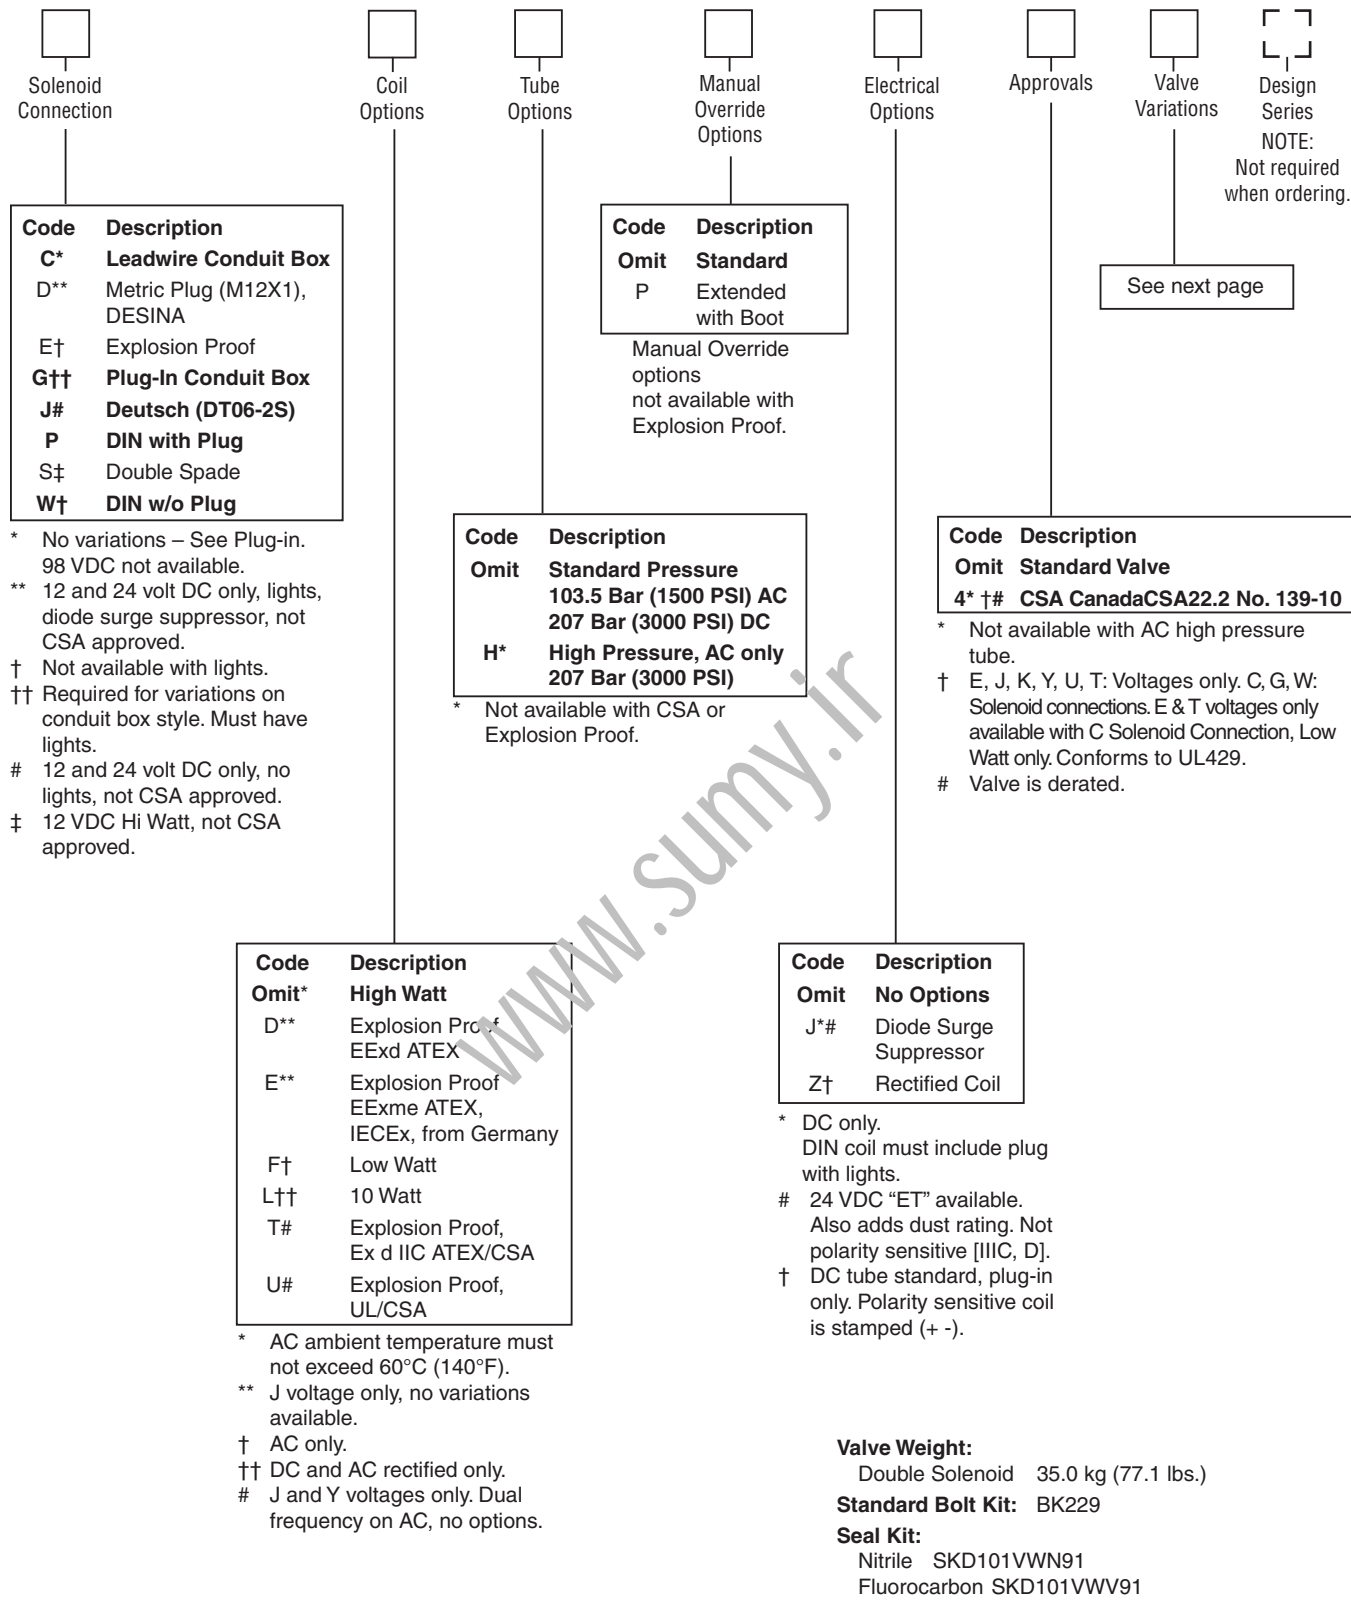 Solenoid
Connection
Coil
Options
Tube
Options
Manual
Override
Options
Electrical
Options
Approvals
Valve
Variations
Design
Series
NOTE:
Not required
when ordering.
Code Description
C* Leadwire Conduit Box
D** Metric Plug (M12X1),
DESINA
E† Explosion Proof
G†† Plug-In Conduit Box
J# Deutsch (DT06-2S)
P DIN with Plug
S‡ Double Spade
W† DIN w/o Plug
* No variations – See Plug-in.
98 VDC not available.
** 12 and 24 volt DC only, lights,
diode surge suppressor, not
CSA approved.
† Not available with lights.
†† Required for variations on
conduit box style. Must have
lights.
# 12 and 24 volt DC only, no
lights, not CSA approved.
‡ 12 VDC Hi Watt, not CSA
approved.
Code Description
Omit Standard
P Extended
with Boot
Manual Override
options
not available with
Explosion Proof.
See next page
Code Description
Omit Standard Pressure
103.5 Bar (1500 PSI) AC
207 Bar (3000 PSI) DC
H* High Pressure, AC only
207 Bar (3000 PSI)
* Not available with CSA or
Explosion Proof.
Code Description
Omit Standard Valve
4* †# CSA CanadaCSA22.2 No. 139-10
* Not available with AC high pressure
tube.
† E, J, K, Y, U, T: Voltages only. C, G, W:
Solenoid connections. E & T voltages only
available with C Solenoid Connection, Low
Watt only. Conforms to UL429.
# Valve is derated.
www.sumy.ir
Code Description
Omit* High Watt
D** Explosion Proof
EExd ATEX
E** Explosion Proof
EExme ATEX,
IECEx, from Germany
F† Low Watt
L†† 10 Watt
T# Explosion Proof,
Ex d IIC ATEX/CSA
U# Explosion Proof,
UL/CSA
* AC ambient temperature must
not exceed 60°C (140°F).
** J voltage only, no variations
available.
† AC only.
†† DC and AC rectified only.
# J and Y voltages only. Dual
frequency on AC, no options.
Code Description
Omit No Options
J*# Diode Surge
Suppressor
Z† Rectified Coil
* DC only.
DIN coil must include plug
with lights.
# 24 VDC “ET” available.
Also adds dust rating. Not
polarity sensitive [IIIC, D].
† DC tube standard, plug-in
only. Polarity sensitive coil
is stamped (+ -).
Valve Weight:
Double Solenoid 35.0 kg (77.1 lbs.)
Standard Bolt Kit: BK229
Seal Kit:
Nitrile SKD101VWN91
Fluorocarbon SKD101VWV91